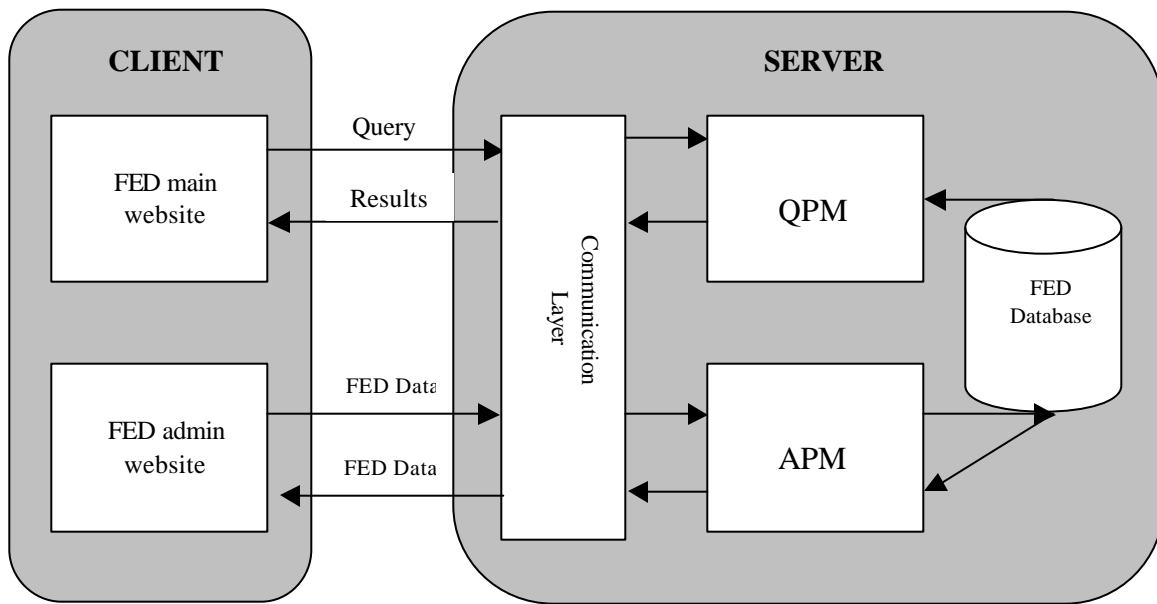 CLIENT
SERVER
Query
FED main
website
Results
QPM
Communication
Layer
FED
Database
FED Data
FED admin
website
FED Data
APM